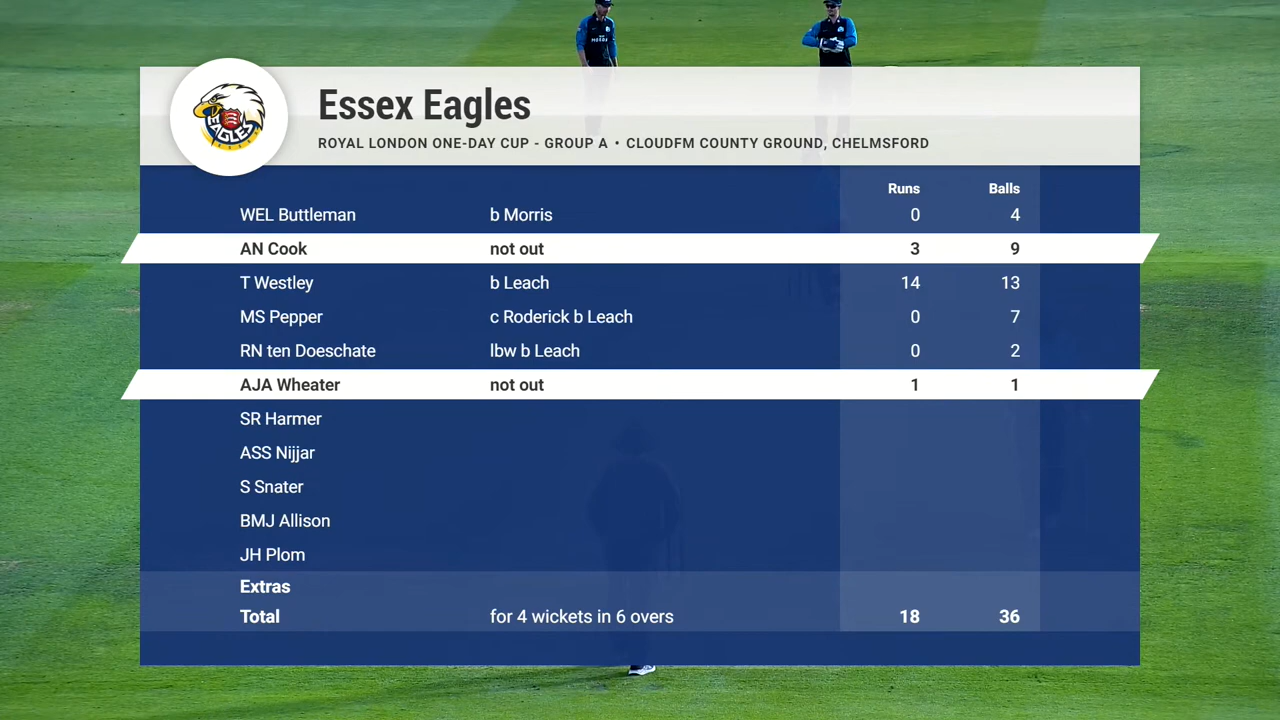 Essex Eagles
ROYAL LONDON ONE-DAY CUP - GROUP A • CLOUDFM COUNTY GROUND, CHELMSFORD
EAGLES
Runs Balls
WEL Buttleman b Morris 0 4
AN Cook not out 3 9
T Westley b Leach 14 13
MS Pepper c Roderick b Leach 0 7
RN ten Doeschate lbw b Leach 0 2
AJA Wheater not out 1 1
SR Harmer
ASS Nijjar
S Snater
BMJ Allison
JH Plom
Extras
Total for 4 wickets in 6 overs 18 36